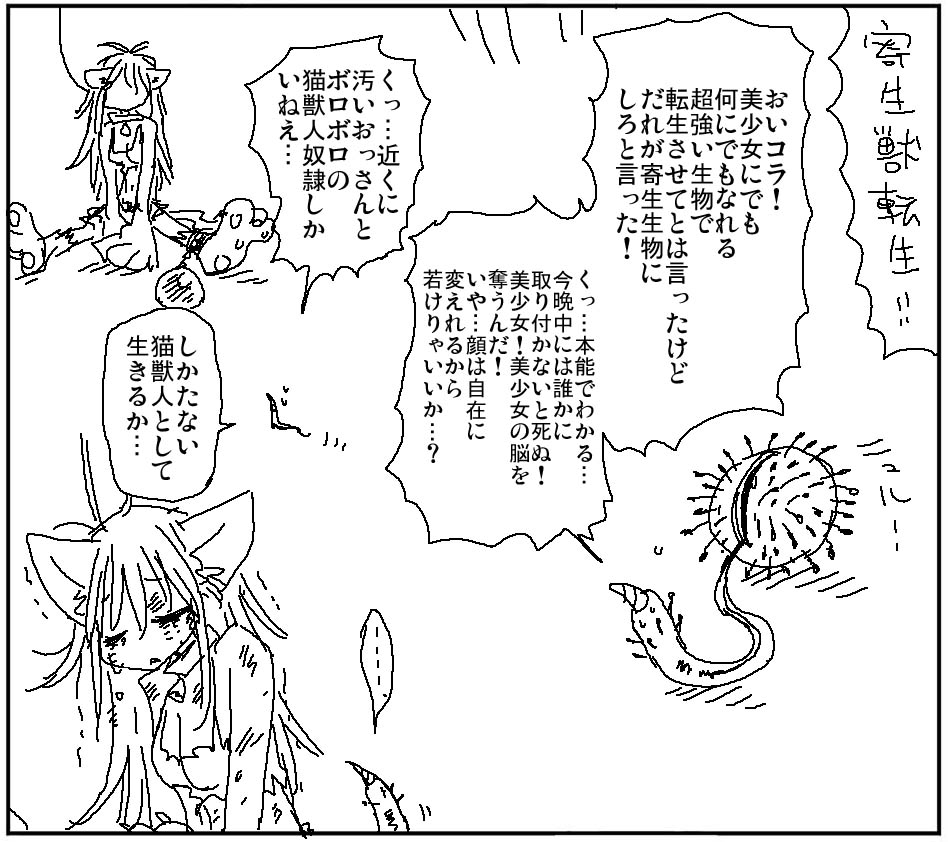 寄生獣転生!!
おいコラ!
美少女にでも
何にでもなれる
超強い生物で
転生させてとは言ったけど
だれが寄生生物に
しろと言った!
ニュルー
くっ…本能でわかる…
今晩中には誰かに
取り付かないと死ぬ!
美少女!美少女の脳を
奪うんだ!
いや…顔は自在に
変えれるから
若けりゃいいか…?
くっ…近くに
汚いおっさんと
ボロボロの
猫獣人奴隷しか
いねえ…
しかたない
猫獣人として
生きるか…